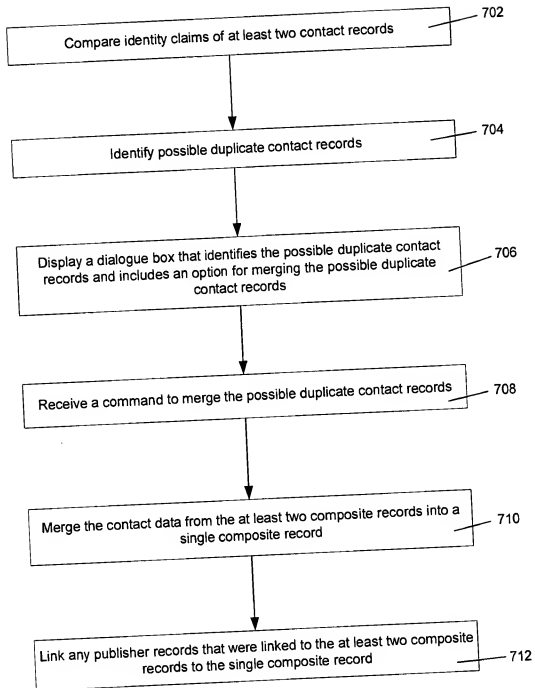 702
Compare identity claims of at least two contact records
704
Identify possible duplicate contact records
Display a dialogue box that identifies the possible duplicate contact
records and includes an option for merging the possible duplicate
contact records
706
Receive a command to merge the possible duplicate contact records
708
Merge the contact data from the at least two composite records into a
single composite record
710
Link any publisher records that were linked to the at least two composite
records to the single composite record
712